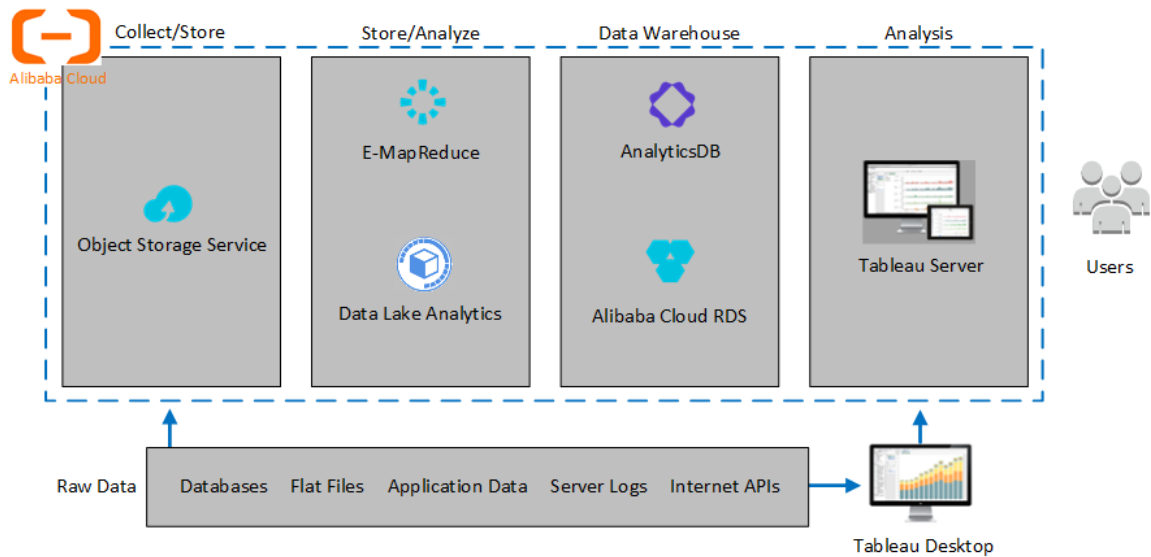 Collect/Store
Store/Analyze
Data Warehouse
Analysis
Alibaba Cloud
E-MapReduce
AnalyticsDB
Object Storage Service
Tableau Server
Users
Data Lake Analytics
Alibaba Cloud RDS
Raw Data
Databases
Flat Files
Application Data
Server Logs
Internet APIs
Tableau Desktop